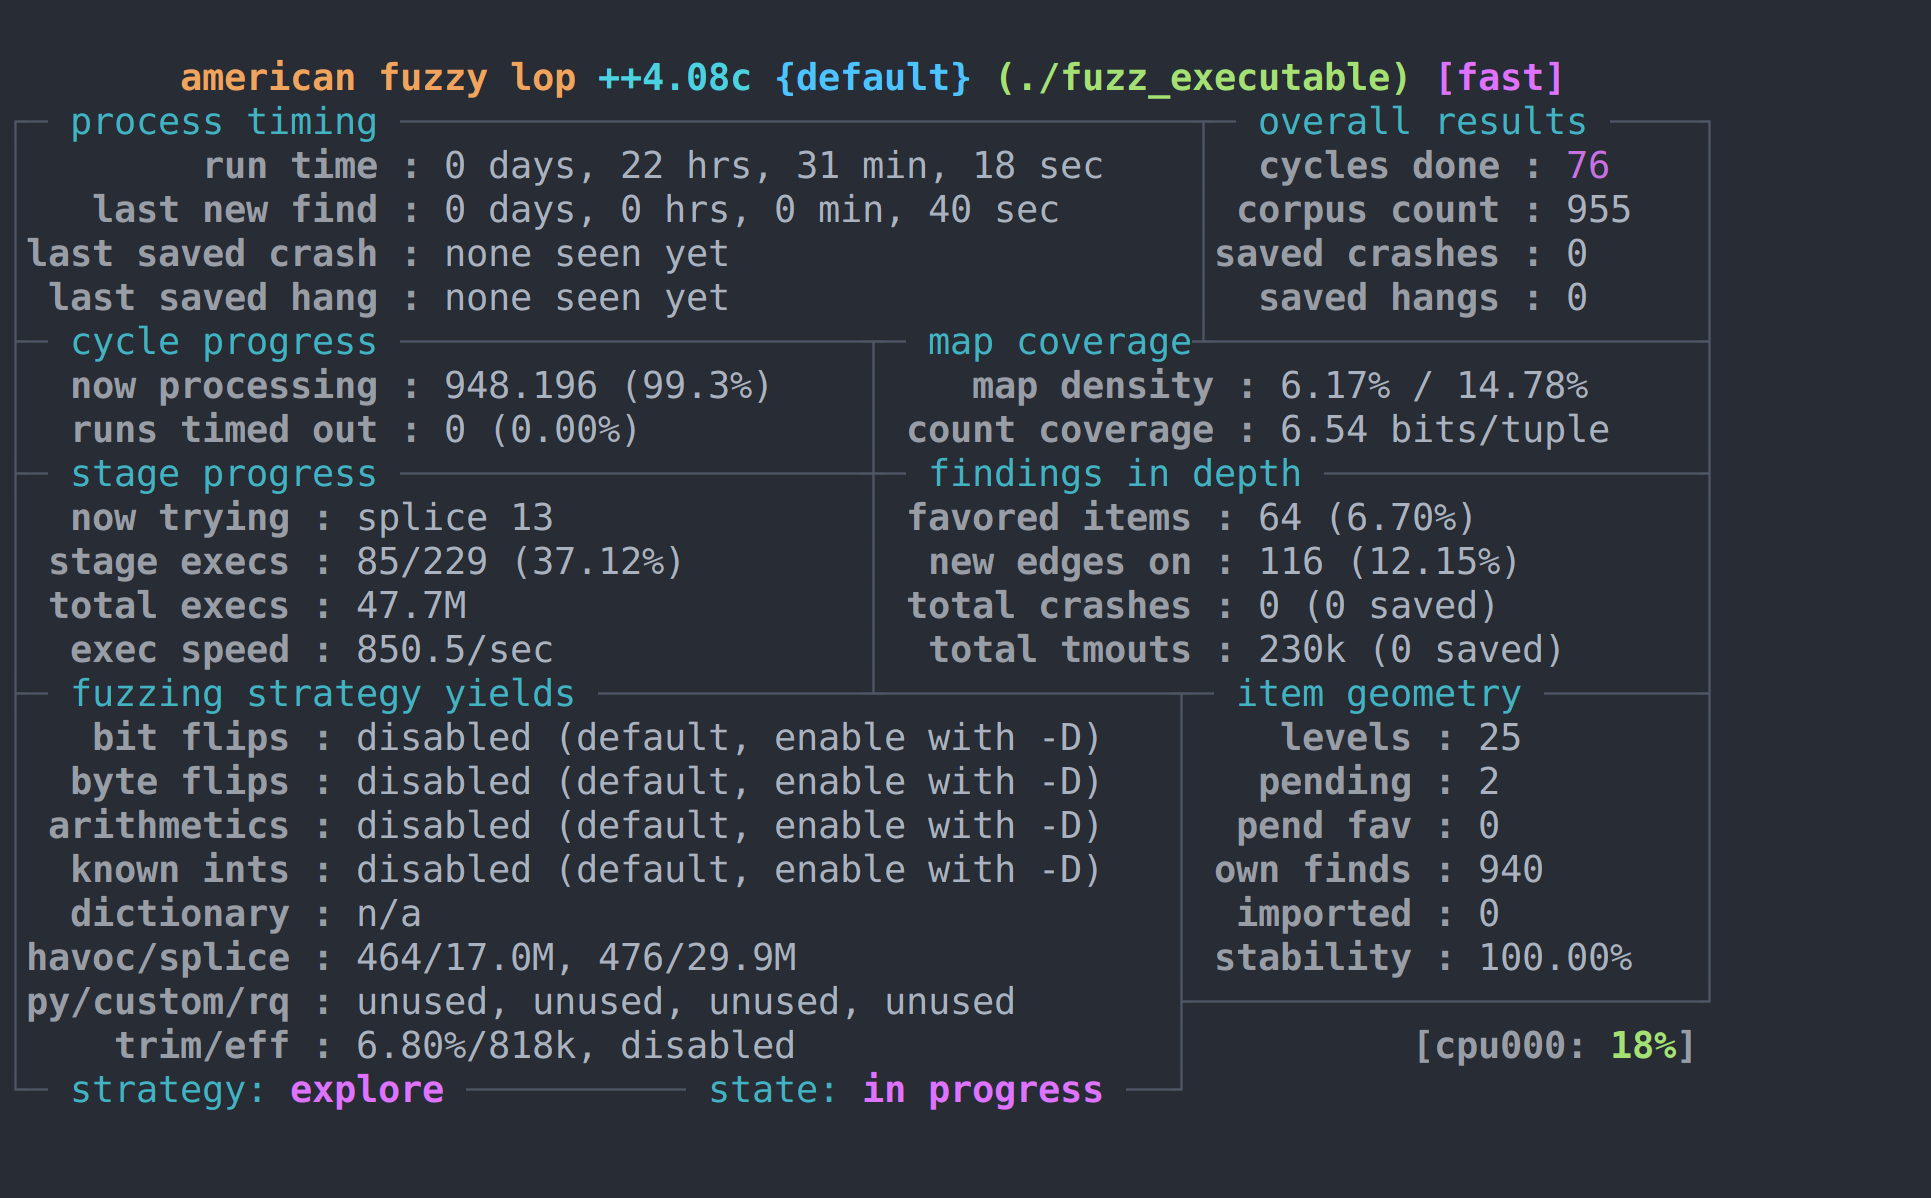 american fuzzy lop ++4.08c {default} (./fuzz_executable) [fast]
process timing overall results
run time : 0 days, 22 hrs, 31 min, 18 sec cycles done : 76
last new find : 0 days, 0 hrs, 0 min, 40 sec corpus count : 955
last saved crash : none seen yet saved crashes : 0
last saved hang : none seen yet saved hangs : 0
cycle progress map coverage
now processing : 948.196 (99.3%) map density : 6.17% / 14.78%
runs timed out : 0 (0.00%) count coverage : 6.54 bits/tuple
stage progress findings in depth
now trying : splice 13 favored items : 64 (6.70%)
stage execs : 85/229 (37.12%) new edges on : 116 (12.15%)
total execs : 47.7M total crashes : 0 (0 saved)
exec speed : 850.5/sec total tmouts : 230k (0 saved)
fuzzing strategy yields item geometry
bit flips : disabled (default, enable with -D) levels : 25
byte flips : disabled (default, enable with -D) pending : 2
arithmetics : disabled (default, enable with -D) pend fav : 0
known ints : disabled (default, enable with -D) own finds : 940
dictionary : n/a imported : 0
havoc/splice : 464/17.0M, 476/29.9M stability : 100.00%
py/custom/rq : unused, unused, unused, unused
trim/eff : 6.80%/818k, disabled [cpu000: 18%]
strategy: explore state: in progress